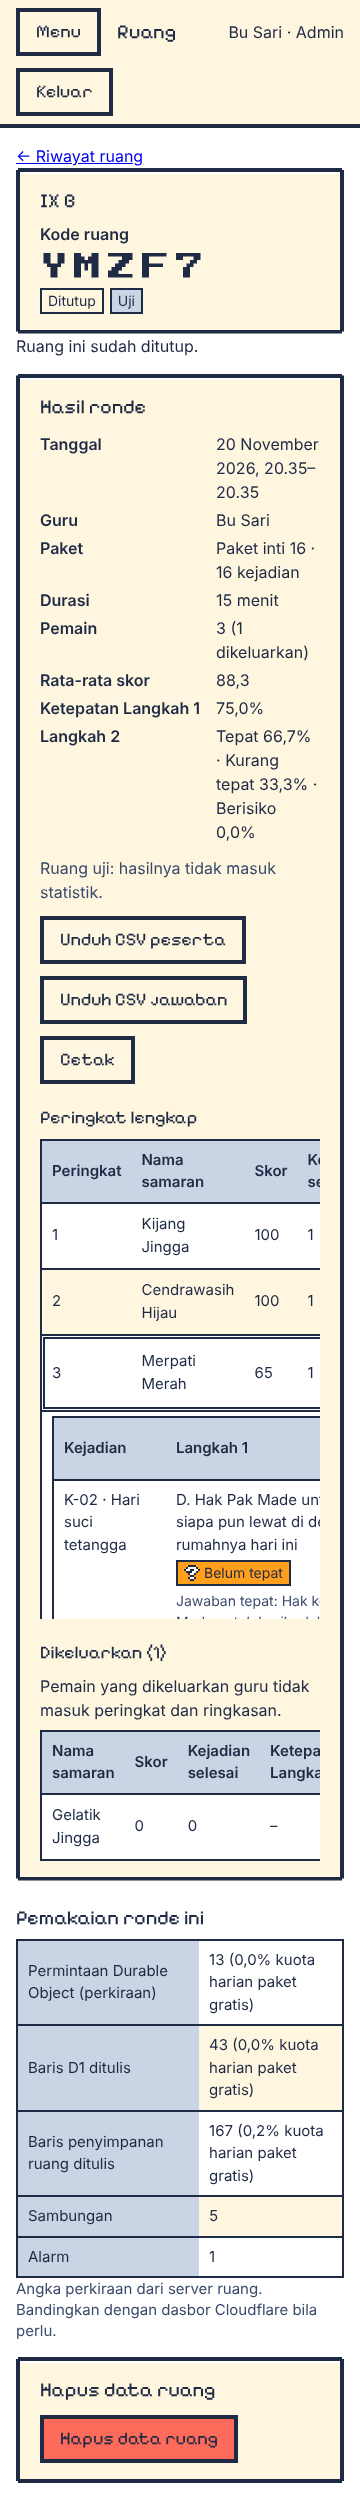 Menu
Ruang
Bu Sari · Admin
Keluar
← Riwayat ruang
IX B
Kode ruang
YMZF7
Ditutup
Uji
Ruang ini sudah ditutup.
Hasil ronde
Tanggal
20 November
2026, 20.35–
20.35
Guru
Bu Sari
Paket
Paket inti 16 ·
16 kejadian
Durasi
15 menit
Pemain
3 (1
dikeluarkan)
Rata-rata skor
88,3
Ketepatan Langkah 1
75,0%
Langkah 2
Tepat 66,7%
· Kurang
tepat 33,3% ·
Berisiko
0,0%
Ruang uji: hasilnya tidak masuk
statistik.
Unduh CSV peserta
Unduh CSV jawaban
Cetak
Peringkat lengkap
Peringkat
Nama
samaran
Skor
1
Kijang
Jingga
100
1
2
Cendrawasih
Hijau
100
1
3
Merpati
Merah
65
1
Kejadian
Langkah 1
K-02 · Hari
suci
tetangga
D. Hak Pak Made
siapa pun lewat di
rumahnya hari ini
Belum tepat
Jawaban tepat: Hak
Dikeluarkan (1)
Pemain yang dikeluarkan guru tidak
masuk peringkat dan ringkasan.
Nama
samaran
Skor
Kejadian
selesai
Gelatik
Jingga
0
0
–
Pemakaian ronde ini
Permintaan Durable
Object (perkiraan)
13 (0,0% kuota
harian paket
gratis)
Baris D1 ditulis
43 (0,0% kuota
harian paket
gratis)
Baris penyimpanan
ruang ditulis
167 (0,2% kuota
harian paket
gratis)
Sambungan
5
Alarm
1
Angka perkiraan dari server ruang.
Bandingkan dengan dasbor Cloudflare bila
perlu.
Hapus data ruang
Hapus data ruang